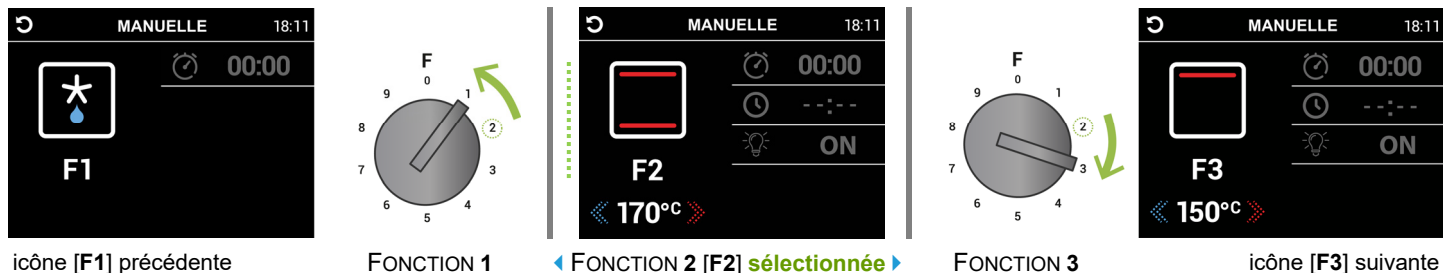 MANUELLE 18:11
00:00
F1
F
0
1
2
3
4
5
6
7
8
9
MANUELLE 18:11
00:00
--:--
ON
F2
170°C
F
0
1
2
3
4
5
6
7
8
9
MANUELLE 18:11
00:00
--:--
ON
F3
150°C
icône [F1] précédente
FONCTION 1
FONCTION 2 [F2] sélectionnée
FONCTION 3
icône [F3] suivante